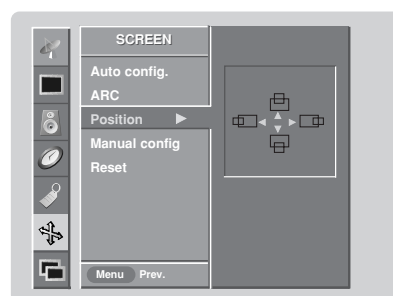 SCREEN
Auto config.
ARC
Position
Manual config
Reset
Menu Prev.